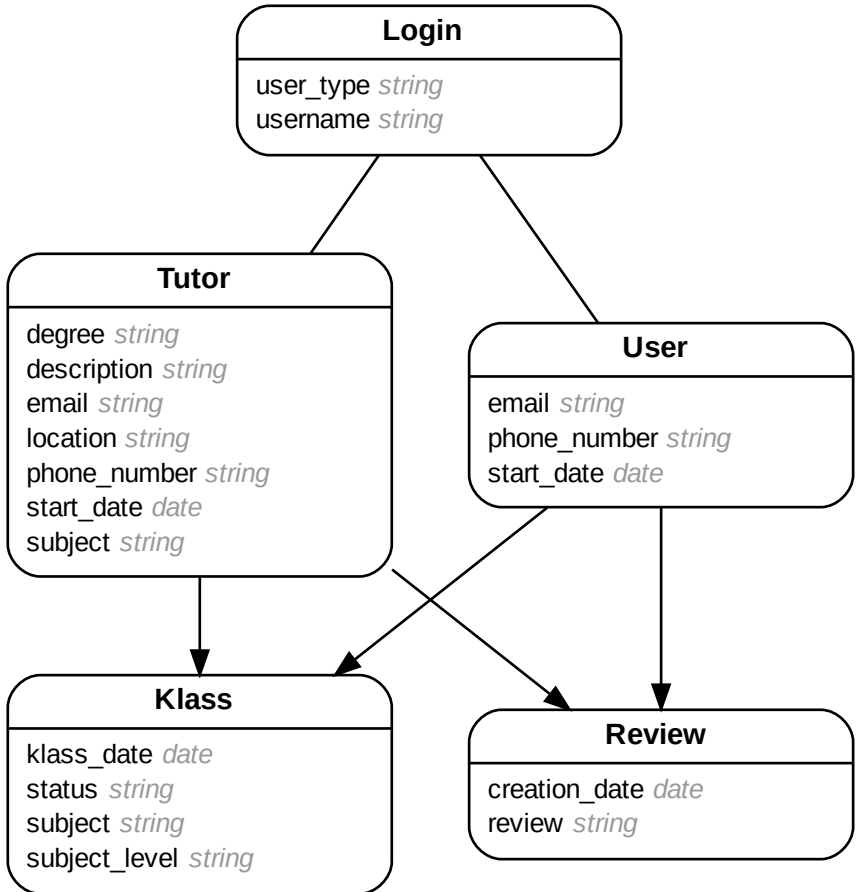 Login
user_type string
username string
Tutor
degree string
description string
email string
location string
phone_number string
start_date date
subject string
User
email string
phone_number string
start_date date
Klass
klass_date date
status string
subject string
subject_level string
Review
creation_date date
review string